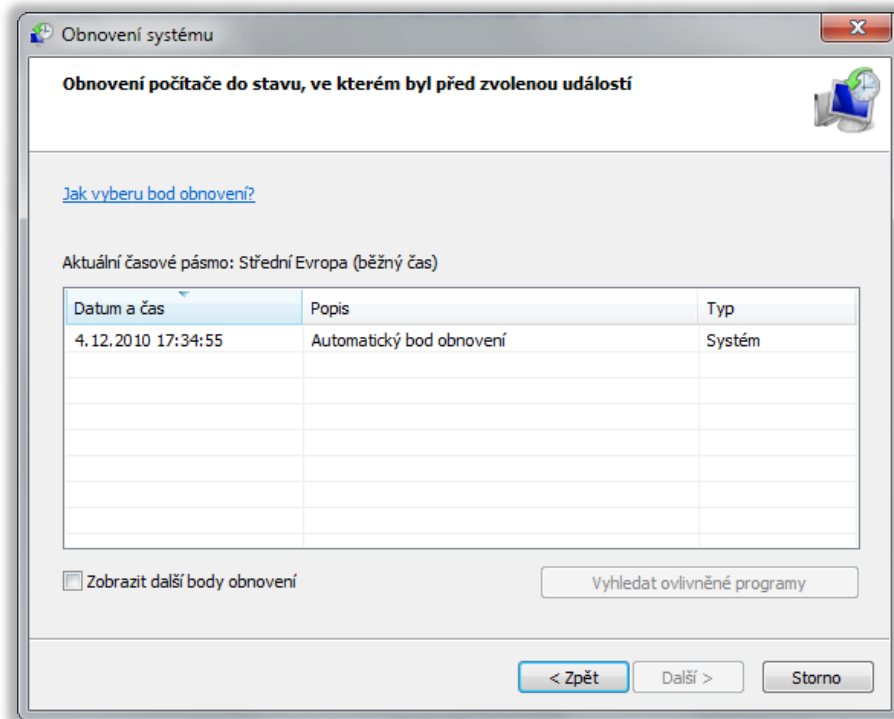 Obnovení systému
Obnovení počítače do stavu, ve kterém byl před zvolenou událostí
Jak vyberu bod obnovení?
Aktuální časové pásmo: Střední Evropa (běžný čas)
Datum a čas Popis Typ
4.12.2010 17:34:55 Automatický bod obnovení Systém
Zobrazit další body obnovení Vyhledat ovlivněné programy
< Zpět Další > Storno